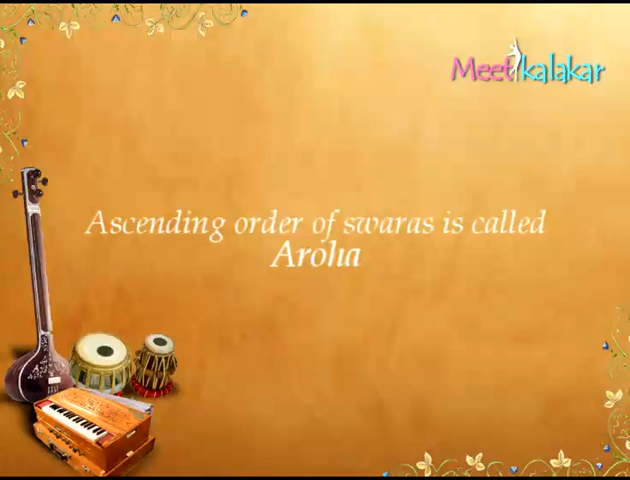 Meetkalakar
Ascending order of swaras is called
Aroha